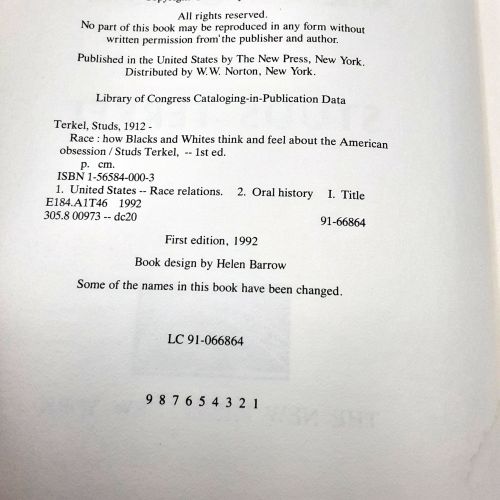 All rights reserved.
No part of this book may be reproduced in any form without
written permission from the publisher and author.
Published in the United States by The New Press, New York.
Distributed by W.W. Norton, New York.
Library of Congress Cataloging-in-Publication Data
Terkel, Studs, 1912 -
Race : how Blacks and Whites think and feel about the American
obsession / Studs Terkel, -- 1st ed.
p. cm.
ISBN 1-56584-000-3
1. United States -- Race relations. 2. Oral history I. Title
E184.A1T46 1992
305.8 00973 -- dc20 91-66864
First edition, 1992
Book design by Helen Barrow
Some of the names in this book have been changed.
LC 91-066864
9 8 7 6 5 4 3 2 1